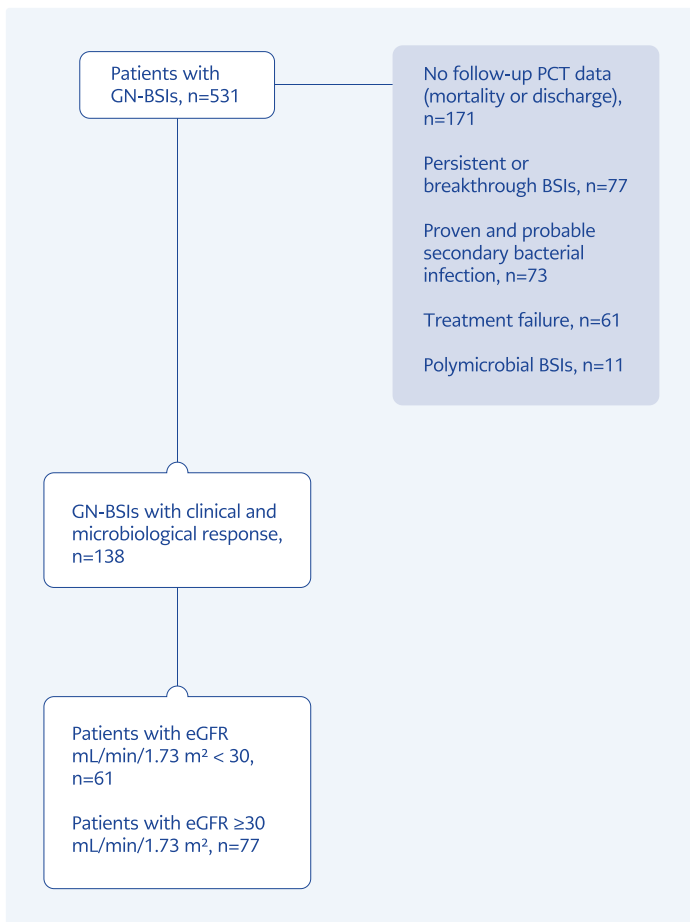 Patients with
GN-BSIs, n=531
No follow-up PCT data
(mortality or discharge),
n=171
Persistent or
breakthrough BSIs, n=77
Proven and probable
secondary bacterial
infection, n=73
Treatment failure, n=61
Polymicrobial BSIs, n=11
GN-BSIs with clinical and
microbiological response,
n=138
Patients with eGFR
mL/min/1.73 m² < 30,
n=61
Patients with eGFR ≥30
mL/min/1.73 m², n=77